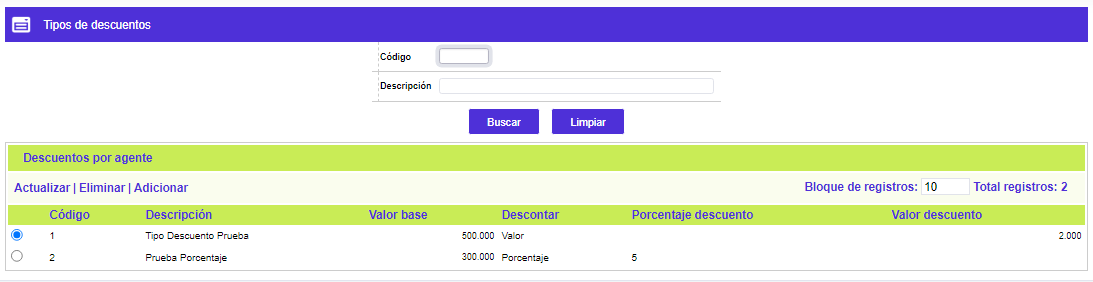 Tipos de descuentos
Código
Descripción
Buscar Limpiar
Descuentos por agente
Actualizar | Eliminar | Adicionar Bloque de registros: 10 Total registros: 2
Código Descripción Valor base Descontar Porcentaje descuento Valor descuento
1 Tipo Descuento Prueba 500.000 Valor 2.000
2 Prueba Porcentaje 300.000 Porcentaje 5